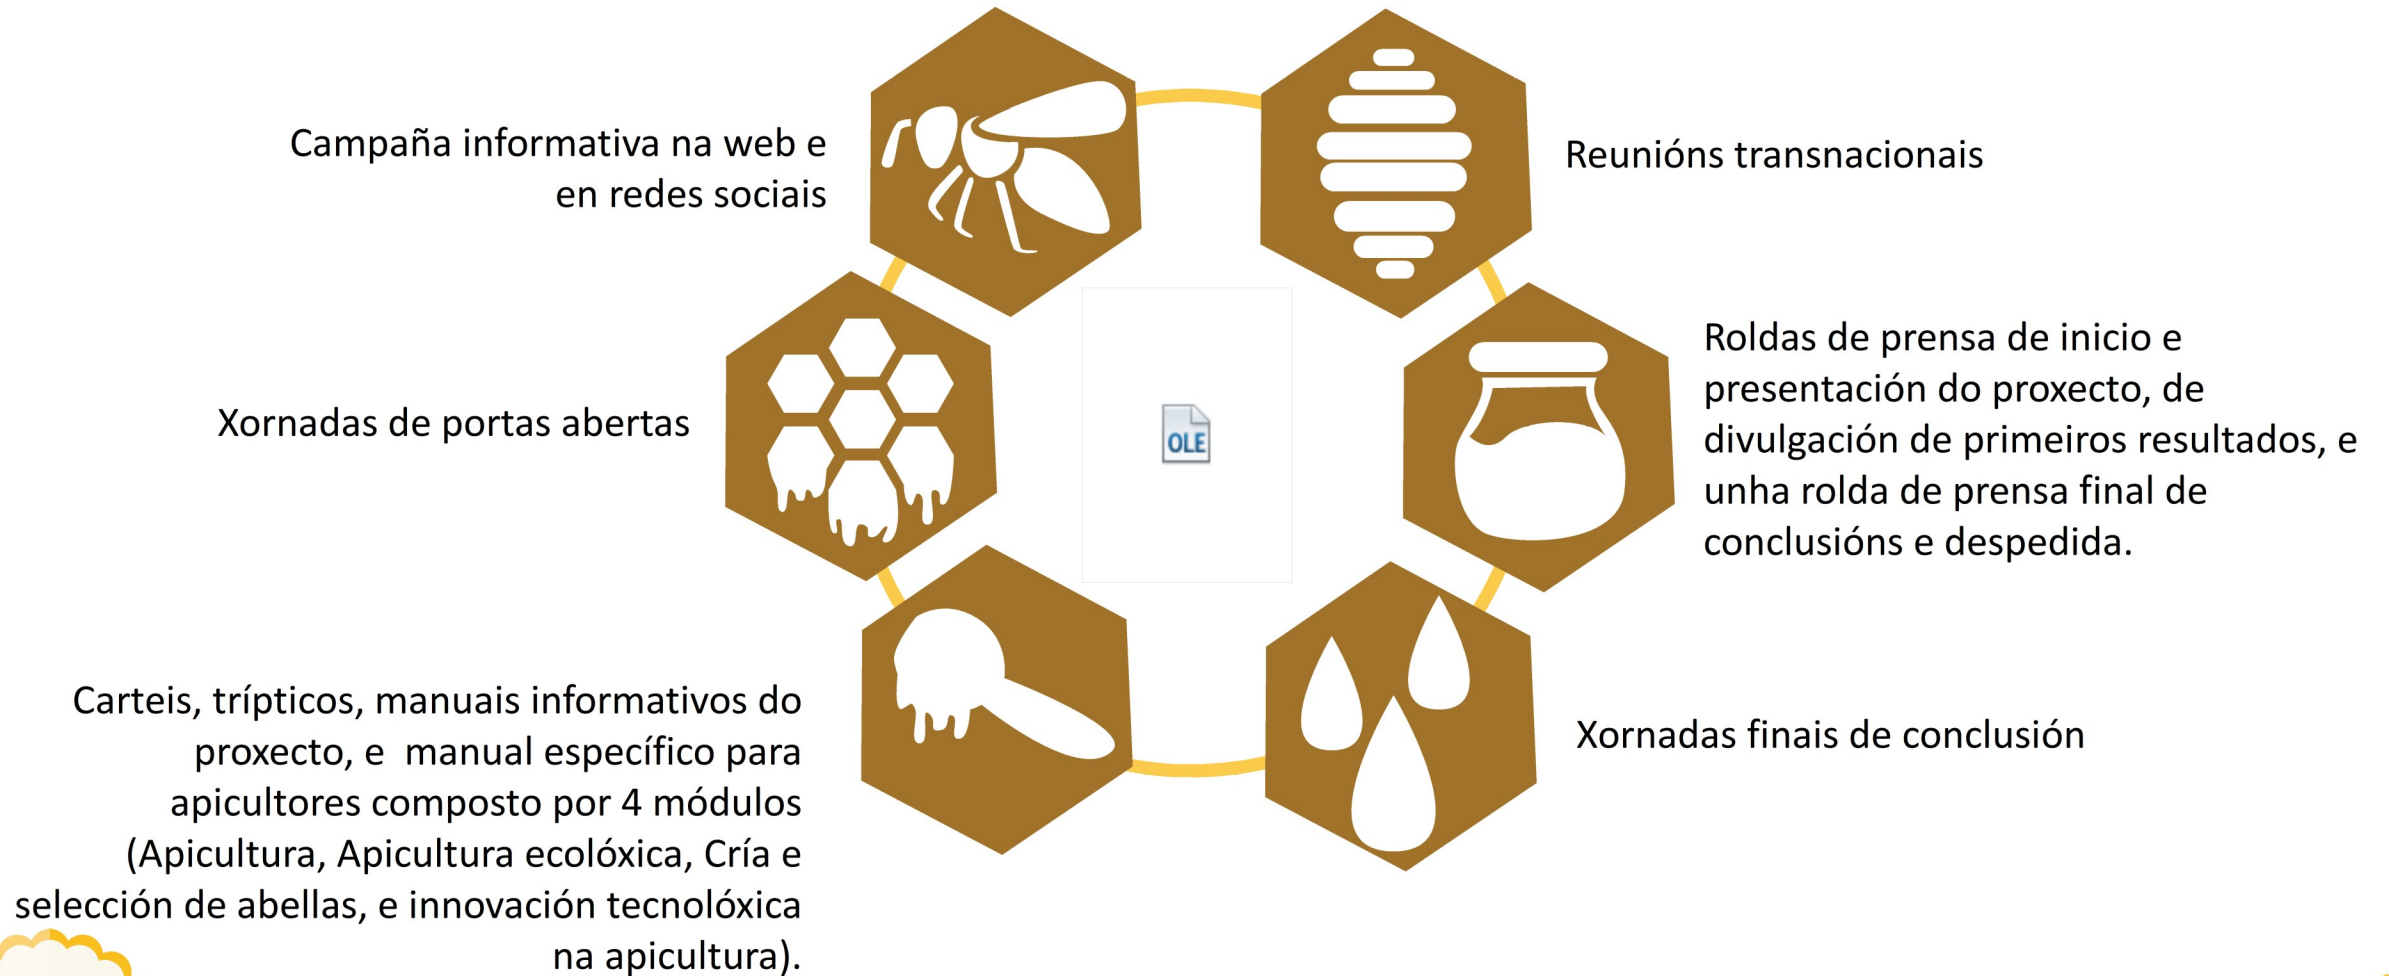 Campaña informativa na web e
en redes sociais
Reunións transnacionais
Xornadas de portas abertas
OLE
Roldas de prensa de inicio e
presentación do proxecto, de
divulgación de primeiros resultados, e
unha rolda de prensa final de
conclusións e despedida.
Carteis, trípticos, manuais informativos do
proxecto, e  manual específico para
apicultores composto por 4 módulos
(Apicultura, Apicultura ecolóxica, Cría e
selección de abellas, e innovación tecnolóxica
na apicultura).
Xornadas finais de conclusión